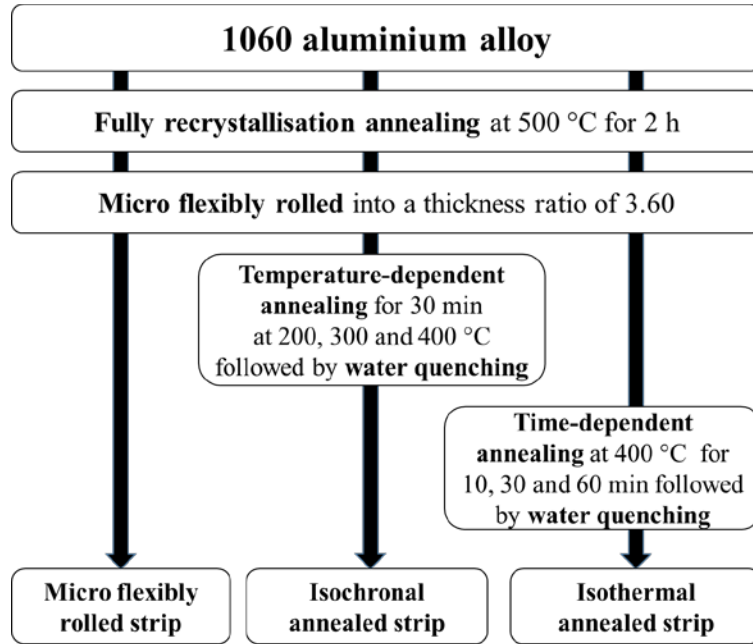 1060 aluminium alloy
Fully recrystallisation annealing at 500 °C for 2 h
Micro flexibly rolled into a thickness ratio of 3.60
Temperature-dependent
annealing for 30 min
at 200, 300 and 400 °C
followed by water quenching
Time-dependent
annealing at 400 °C for
10, 30 and 60 min followed
by water quenching
Micro flexibly
rolled strip
Isochronal
annealed strip
Isothermal
annealed strip